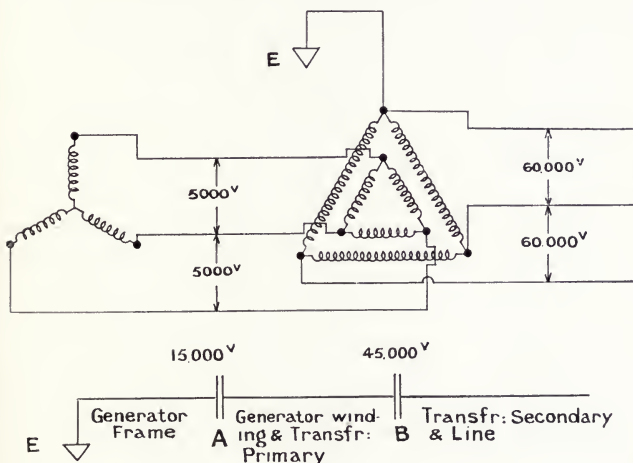 E
5000V
5000V
60,000V
60,000V
15,000V
45,000V
Generator
Frame
A
Generator wind-
ing & Transfr:
Primary
B
Transfr: Secondary
& Line
E